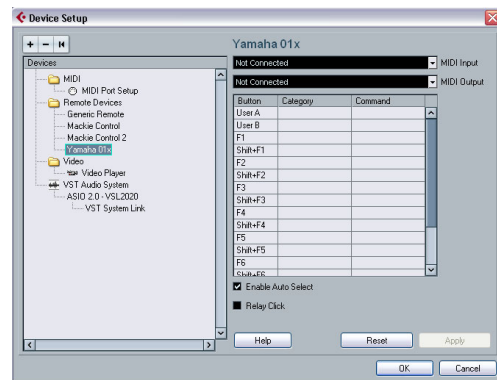 Device Setup
Yamaha 01x
Devices
MIDI
MIDI Port Setup
Remote Devices
Generic Remote
Mackie Control
Mackie Control 2
Yamaha 01x
Video
Video Player
VST Audio System
ASIO 2.0 - VSL2020
VST System Link
Not Connected MIDI Input
Not Connected MIDI Output
Button Category Command
User A
User B
F1
Shift+F1
F2
Shift+F2
F3
Shift+F3
F4
Shift+F4
F5
Shift+F5
F6
Shift+F6
Enable Auto Select
Relay Click
Help Reset Apply
OK Cancel